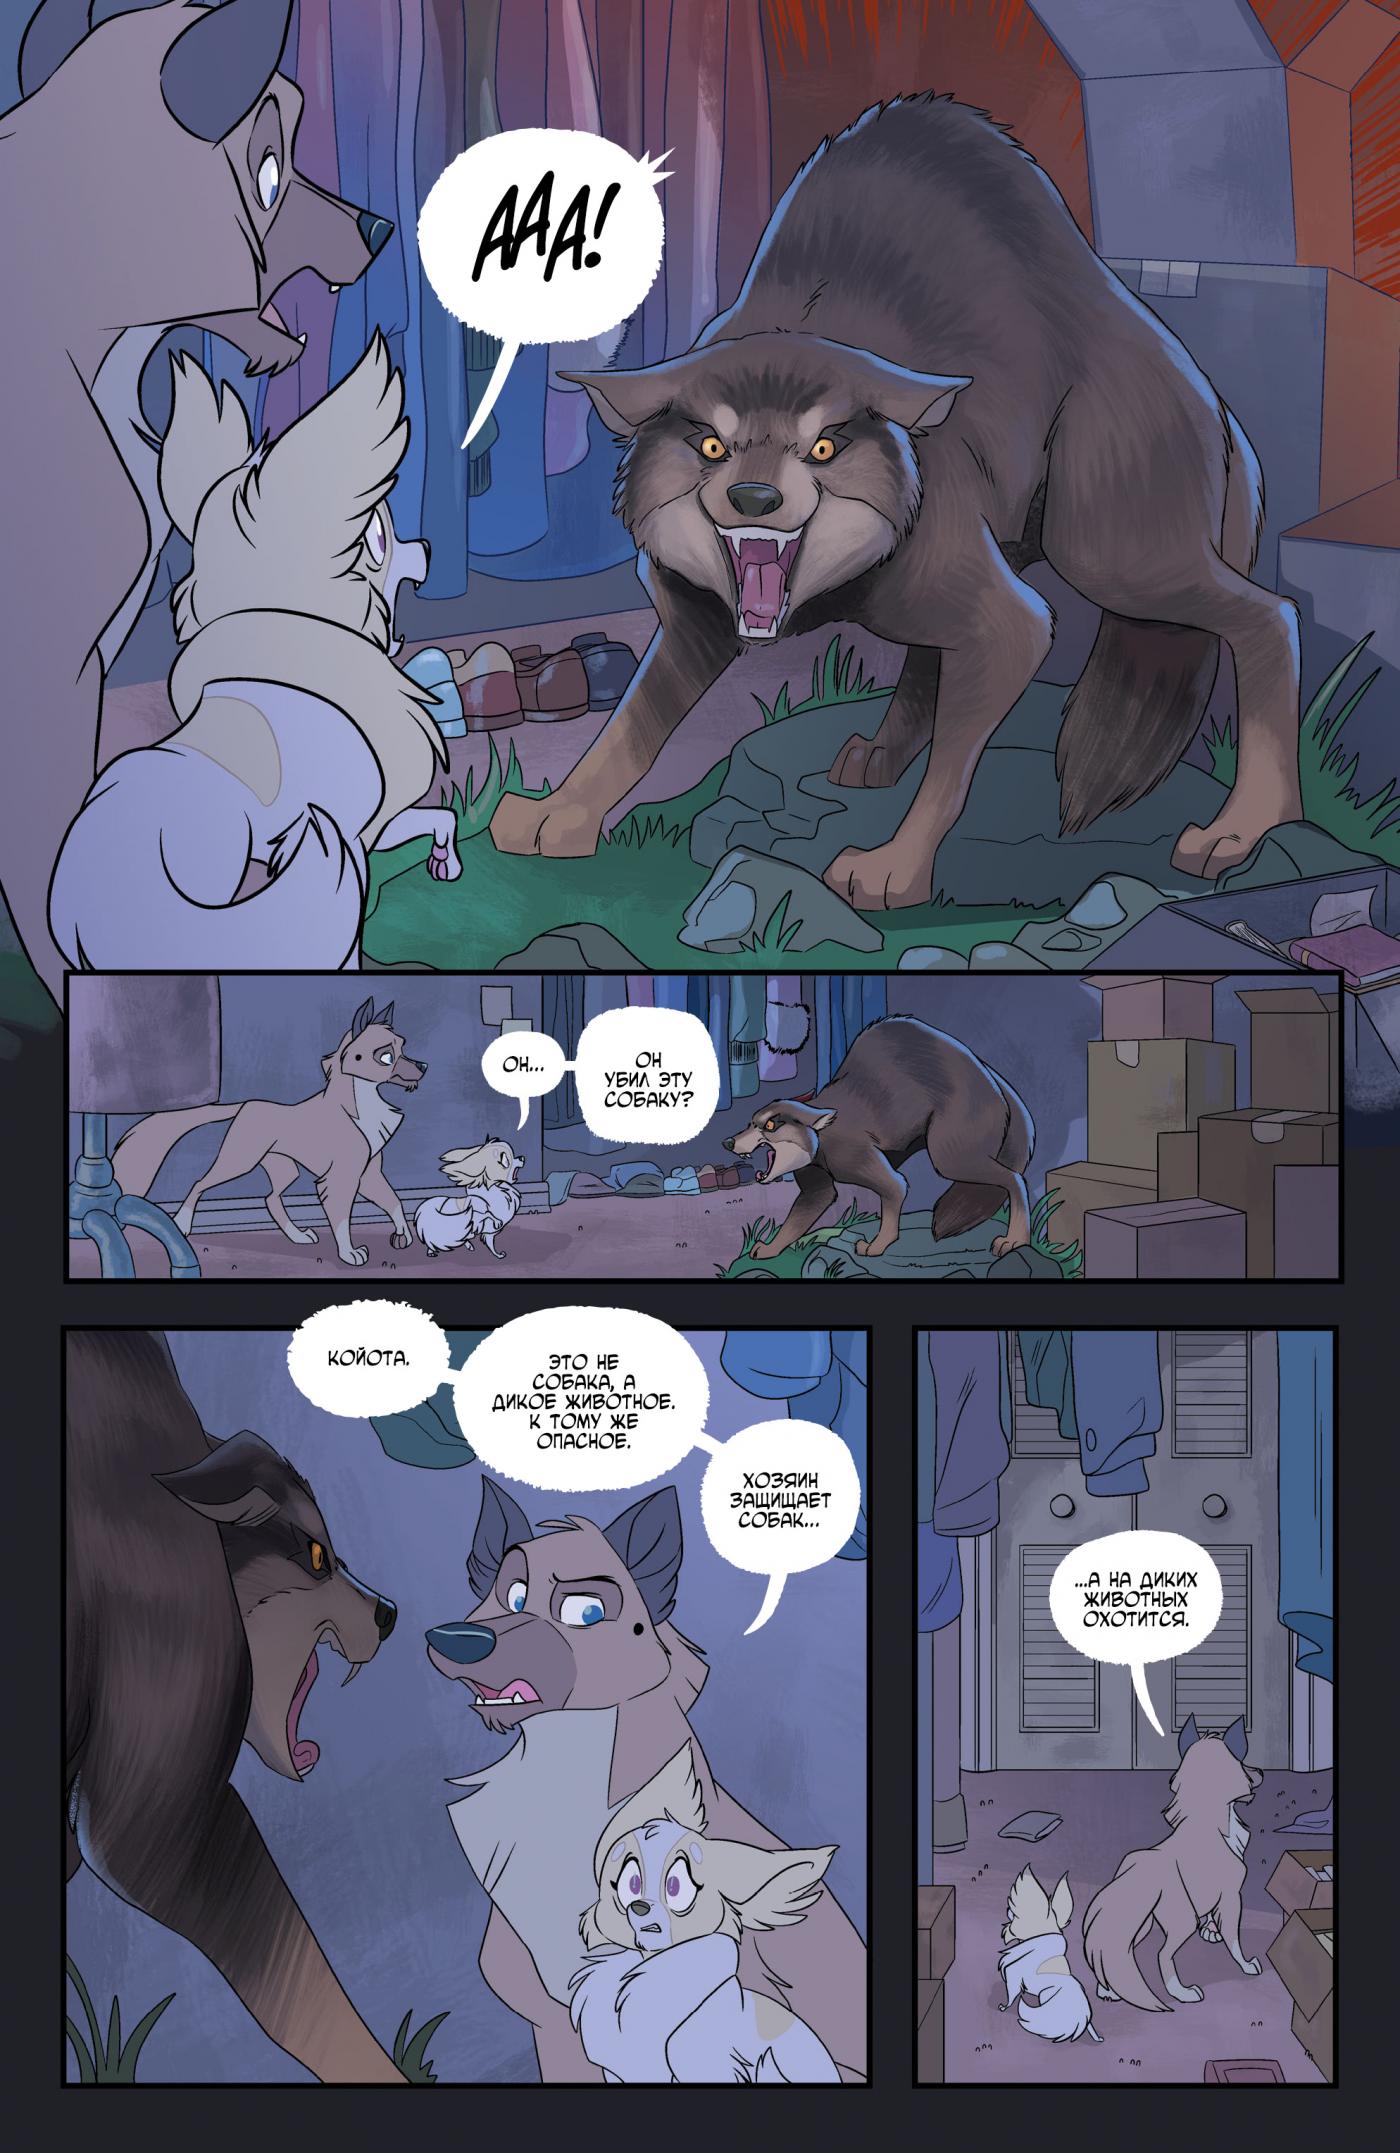 ААА!
ОН...
ОН
УБИЛ ЭТУ
СОБАКУ?
КОЙОТА.
ЭТО НЕ
СОБАКА, А
ДИКОЕ ЖИВОТНОЕ.
К ТОМУ ЖЕ
ОПАСНОЕ.
ХОЗЯИН
ЗАЩИЩАЕТ
СОБАК...
...А НА ДИКИХ
ЖИВОТНЫХ
ОХОТИТСЯ.